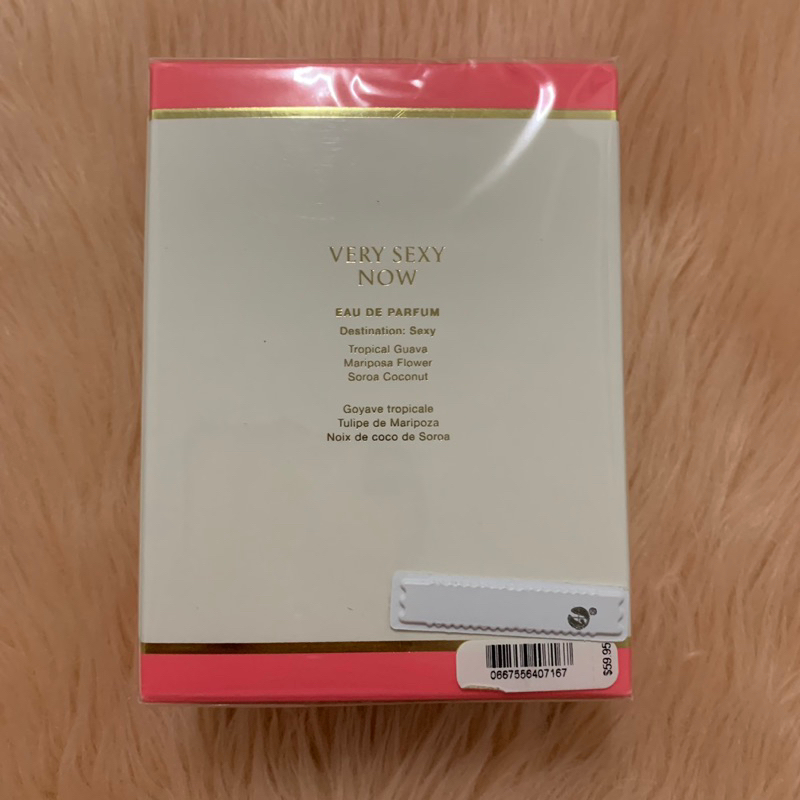 VERY SEXY
NOW
EAU DE PARFUM
Destination: Sexy
Tropical Guava
Mariposa Flower
Soroa Coconut
Goyave tropicale
Tulipe de Maripoza
Noix de coco de Soroa
0667556407167
$59.95